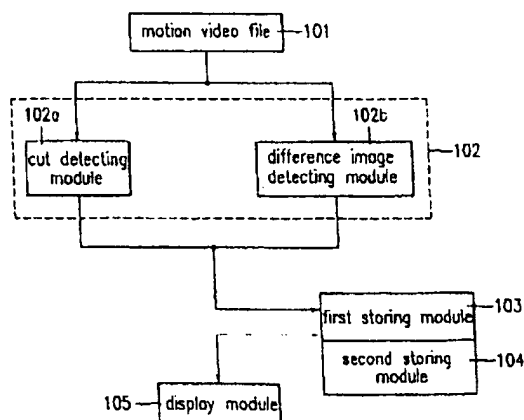 motion video file
101
102a
102b
cut detecting
module
difference image
detecting module
102
first storing module
103
second storing
module
104
105
display module